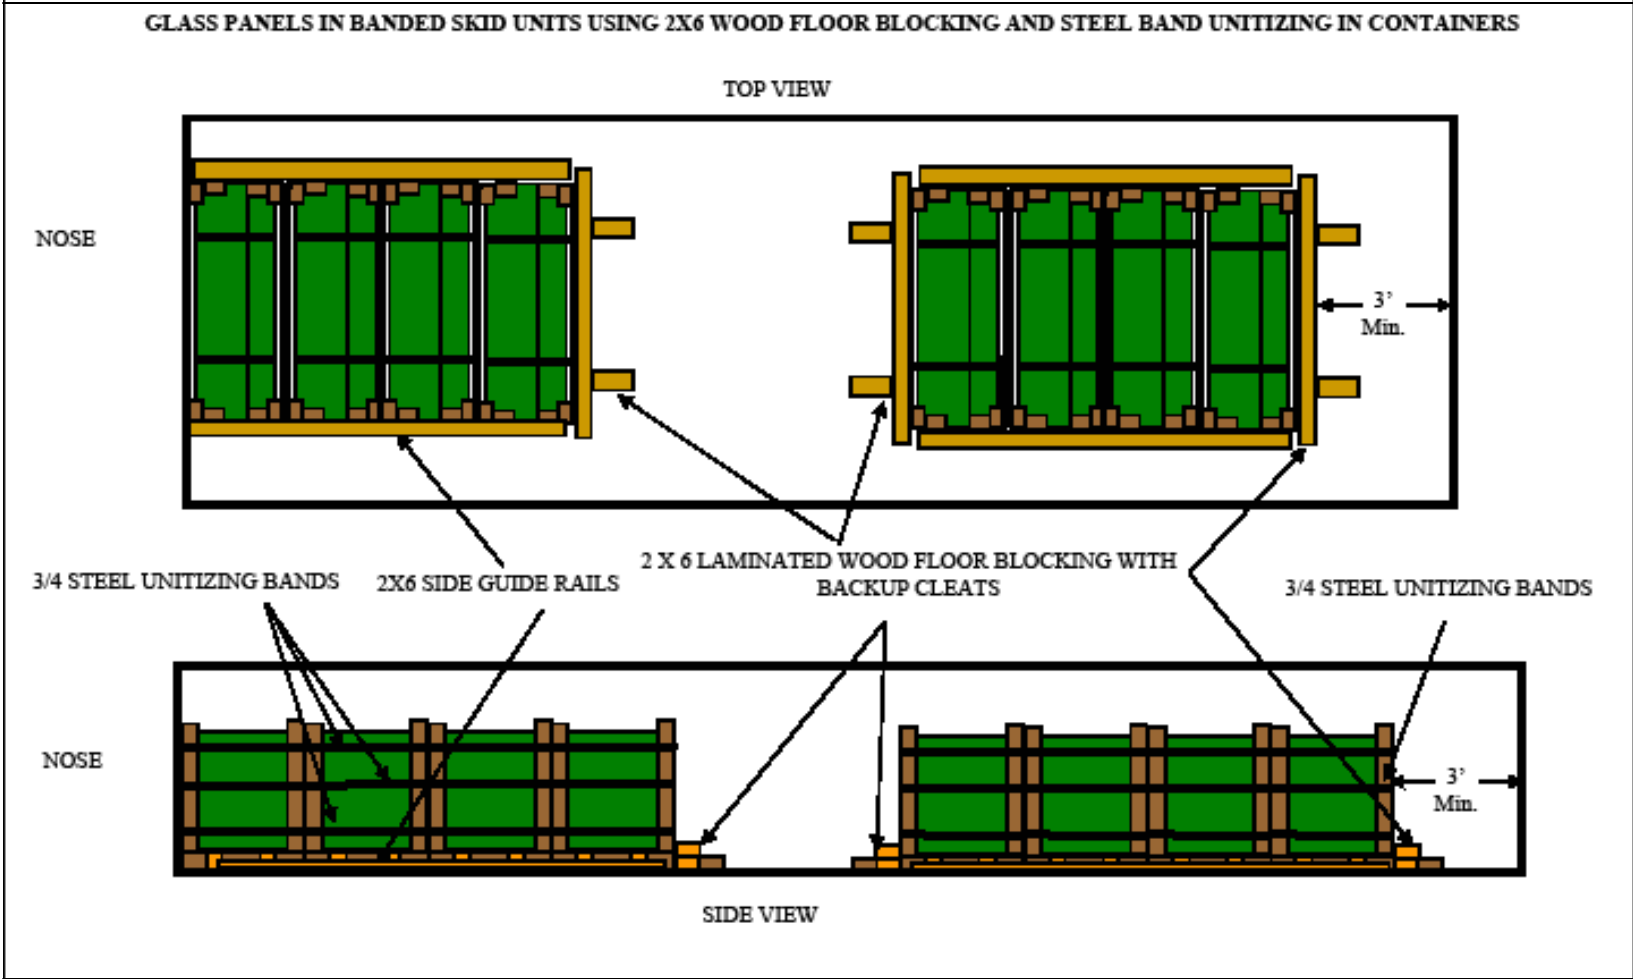 GLASS PANELS IN BANDED SKID UNITS USING 2X6 WOOD FLOOR BLOCKING AND STEEL BAND UNITIZING IN CONTAINERS
TOP VIEW
NOSE
3’
Min.
2 X 6 LAMINATED WOOD FLOOR BLOCKING WITH
BACKUP CLEATS
3/4 STEEL UNITIZING BANDS
2X6 SIDE GUIDE RAILS
3/4 STEEL UNITIZING BANDS
NOSE
3’
Min.
SIDE VIEW